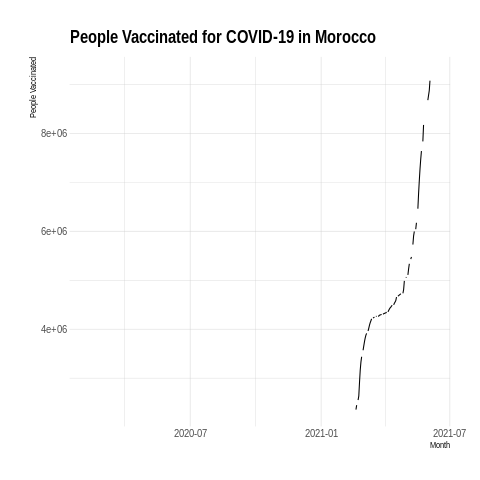 People Vaccinated for COVID-19 in Morocco
People Vaccinated
8e+06
6e+06
4e+06
2020-07
2021-01
2021-07
Month